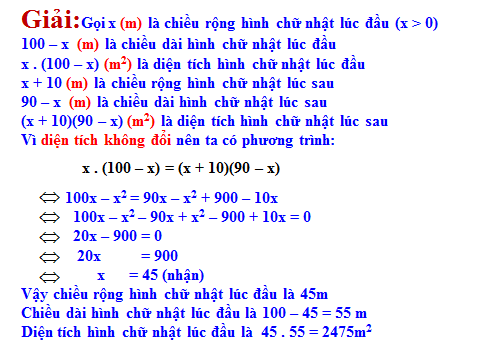 Giải:Gọi x (m) là chiều rộng hình chữ nhật lúc đầu (x > 0)
100 – x (m) là chiều dài hình chữ nhật lúc đầu
x . (100 – x) (m²) là diện tích hình chữ nhật lúc đầu
x + 10 (m) là chiều rộng hình chữ nhật lúc sau
90 – x (m) là chiều dài hình chữ nhật lúc sau
(x + 10)(90 – x) (m²) là diện tích hình chữ nhật lúc sau
Vì diện tích không đổi nên ta có phương trình:
x . (100 – x) = (x + 10)(90 – x)
⇔ 100x – x² = 90x – x² + 900 – 10x
⇔ 100x – x² – 90x + x² – 900 + 10x = 0
⇔ 20x – 900 = 0
⇔ 20x = 900
⇔ x = 45 (nhận)
Vậy chiều rộng hình chữ nhật lúc đầu là 45m
Chiều dài hình chữ nhật lúc đầu là 100 – 45 = 55 m
Diện tích hình chữ nhật lúc đầu là 45 . 55 = 2475m²